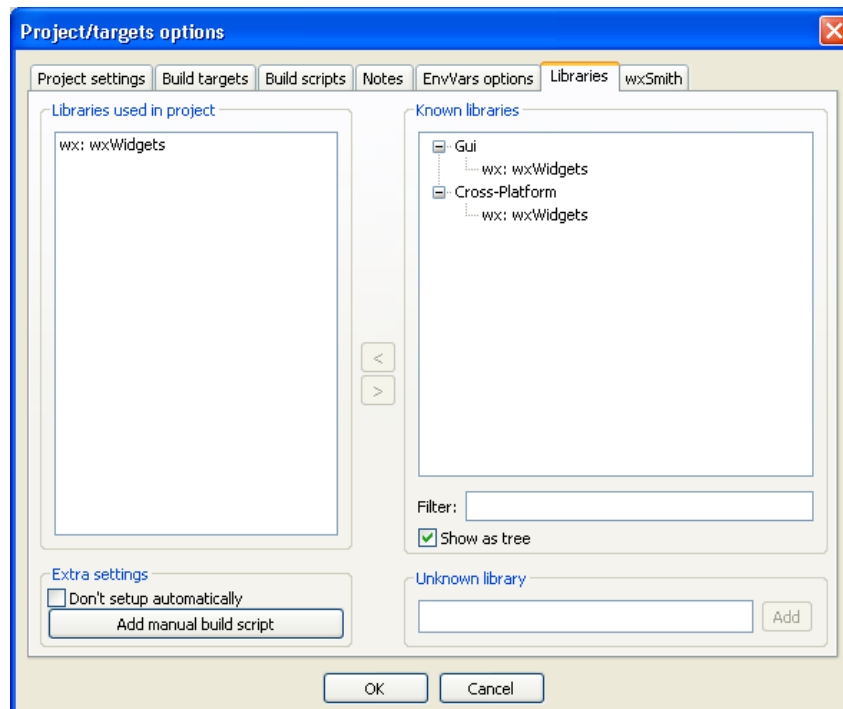 Project/targets options
Project settings Build targets Build scripts Notes EnvVars options Libraries wxSmith
Libraries used in project
wx: wxWidgets
Known libraries
Gui
wx: wxWidgets
Cross-Platform
wx: wxWidgets
<
>
Filter:
Show as tree
Extra settings
Don't setup automatically
Add manual build script
Unknown library
Add
OK Cancel